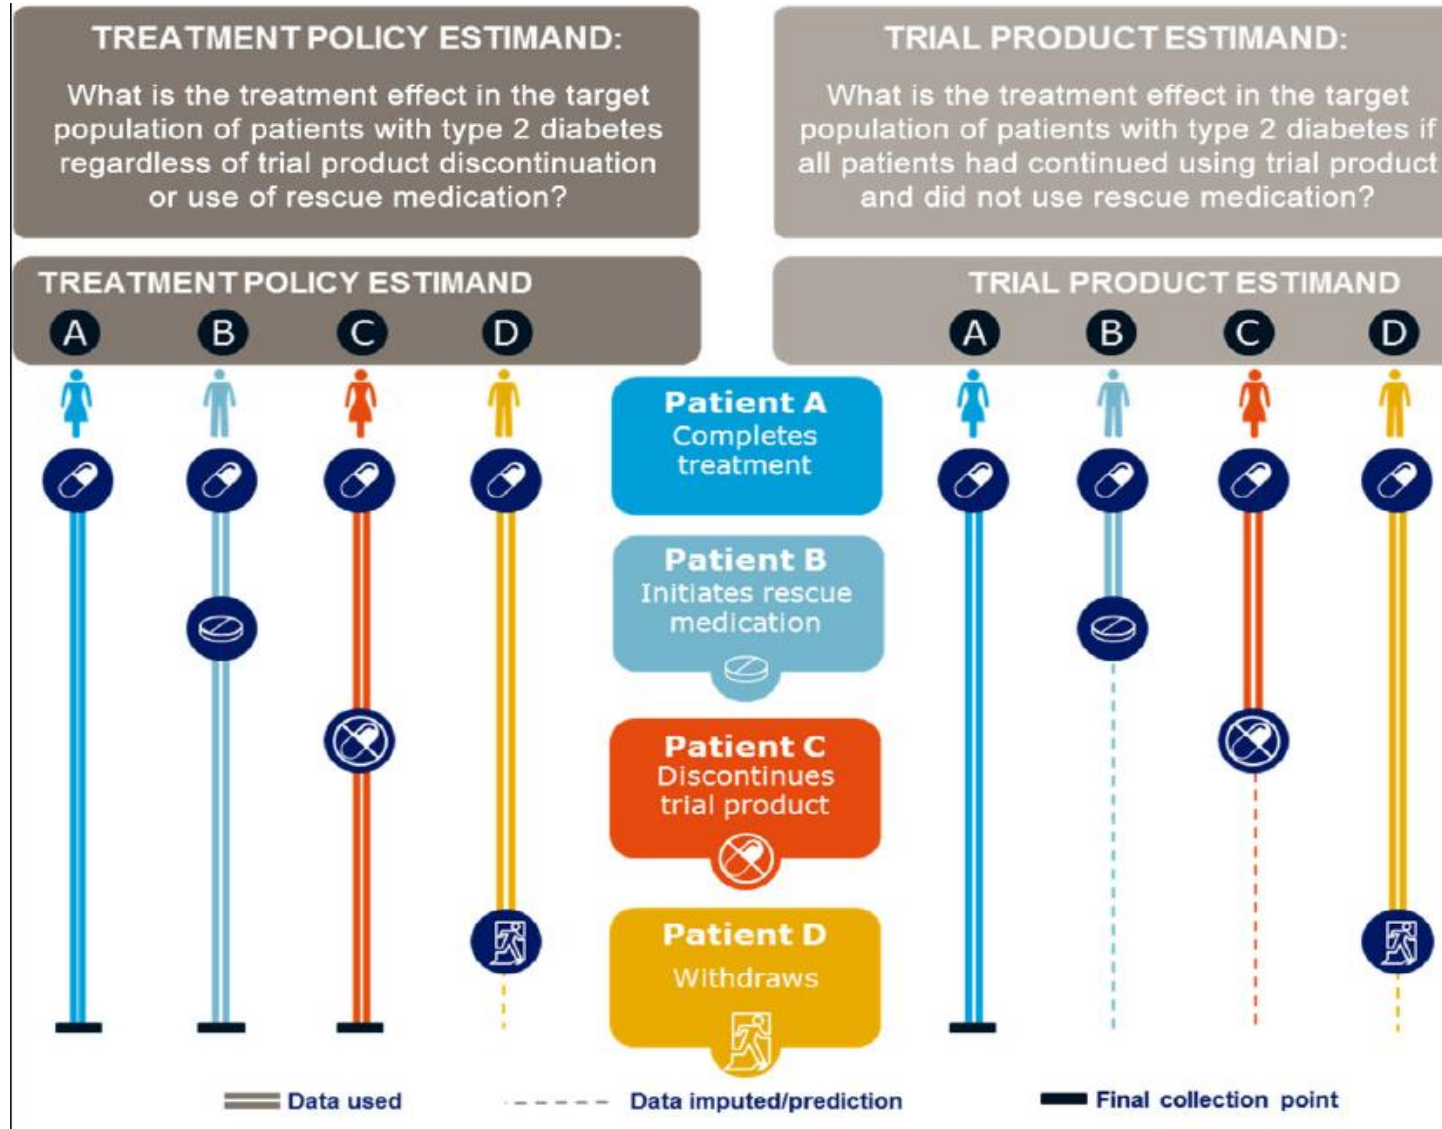 TREATMENT POLICY ESTIMAND:
What is the treatment effect in the target
population of patients with type 2 diabetes
regardless of trial product discontinuation
or use of rescue medication?
TRIAL PRODUCT ESTIMAND:
What is the treatment effect in the target
population of patients with type 2 diabetes if
all patients had continued using trial product
and did not use rescue medication?
TREATMENT POLICY ESTIMAND
A B C D
TRIAL PRODUCT ESTIMAND
A B C D
Patient A
Completes
treatment
Patient B
Initiates rescue
medication
Patient C
Discontinues
trial product
Patient D
Withdraws
Data used
Data imputed/prediction
Final collection point